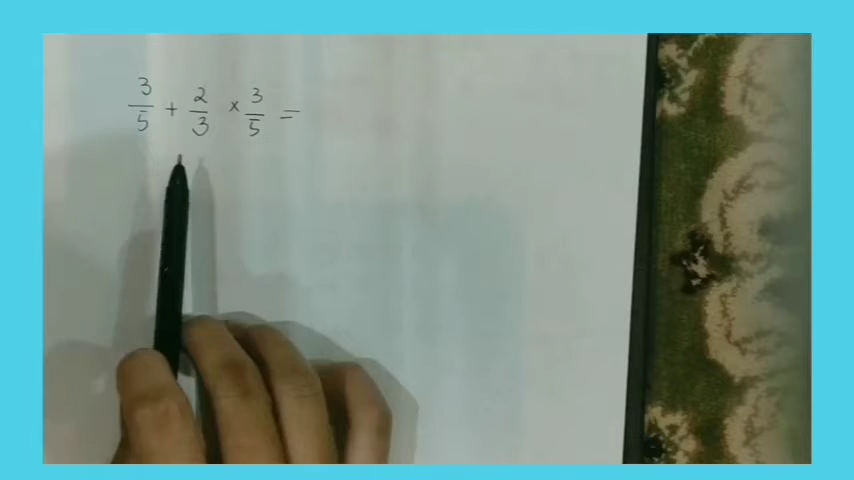 3/5 + 2/3 × 3/5 =